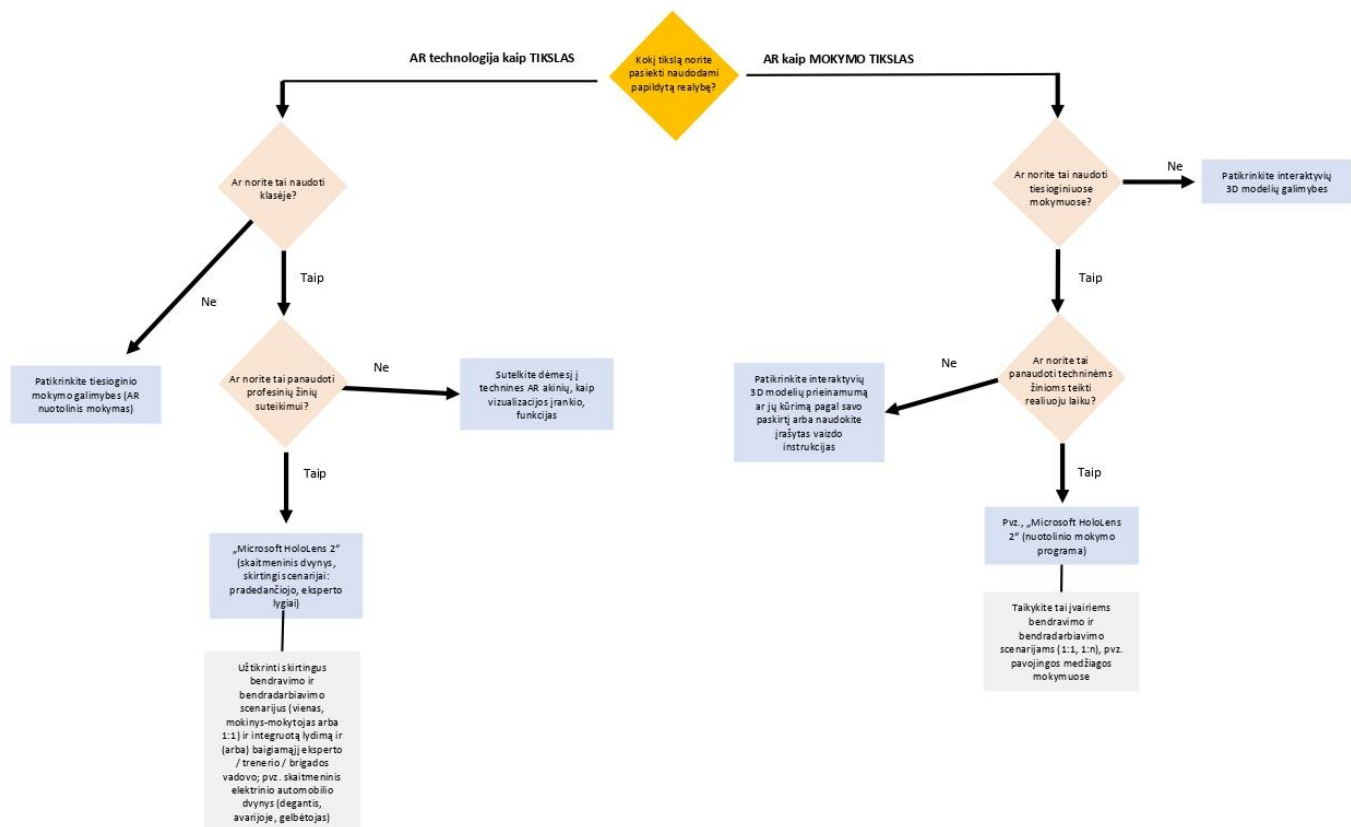 AR technologija kaip TIKSLAS
Kokį tikslą norite
pasiekti naudodami
papildytą realybę?
AR kaip MOKYMO TIKSLAS
Ar norite tai naudoti
klasėje?
Ne
Taip
Patikrinkite tiesioginio
mokymo galimybes (AR
nuotolinis mokymas)
Ar norite tai panaudoti
profesinių žinių
suteikimui?
Ne
Sutelkite dėmesį į
technines AR akinių, kaip
vizualizacijos įrankio,
funkcijas
Taip
„Microsoft HoloLens 2“
(skaitmeninis dvynys,
skirtingi scenarijai:
pradedančiojo, eksperto
lygiai)
Užtikrinti skirtingus
bendravimo ir
bendradarbiavimo
scenarijus (vienas,
mokinys-mokytojas arba
1:1) ir integruotą lydimą ir
(arba) baigiamąjį eksperto
/ trenerio / brigados
vadovo; pvz. skaitmeninis
elektrinio automobilio
dvynys (degantis,
avarijoje, gelbėtojas)
Ar norite tai naudoti
tiesioginiuose
mokymuose?
Ne
Patikrinkite interaktyvių
3D modelių galimybes
Taip
Ar norite tai
panaudoti techninėms
žinioms teikti
realiuoju laiku?
Ne
Patikrinkite interaktyvių
3D modelių prieinamumą
ar jų kūrimą pagal savo
paskirtį arba naudokite
įrašytas vaizdo
instrukcijas
Taip
Pvz., „Microsoft HoloLens
2“ (nuotolinio mokymo
programa)
Taikykite tai įvairiems
bendravimo ir
bendradarbiavimo
scenarijams (1:1, 1:n), pvz.
pavojingos medžiagos
mokymuose